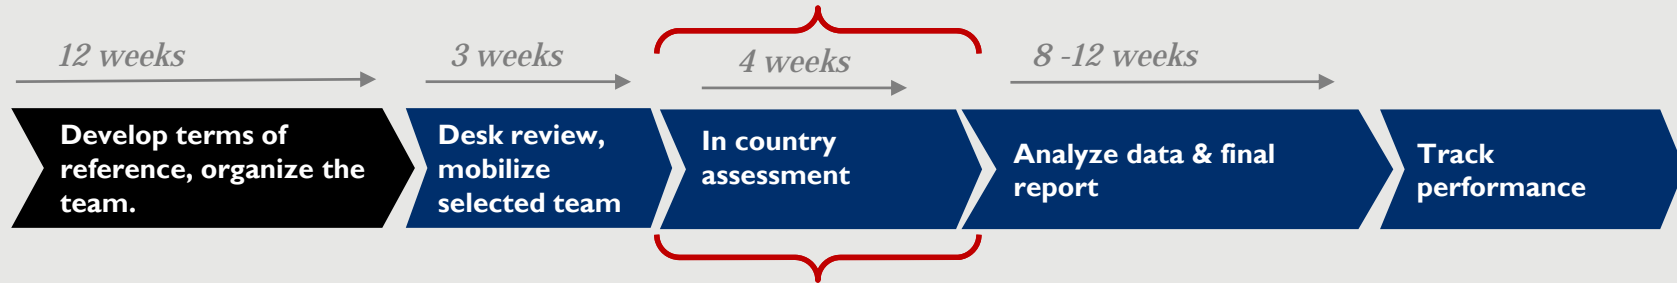 12 weeks
3 weeks
4 weeks
8 -12 weeks
Develop terms of
reference, organize the
team.
Desk review,
mobilize
selected team
In country
assessment
Analyze data & final
report
Track
performance